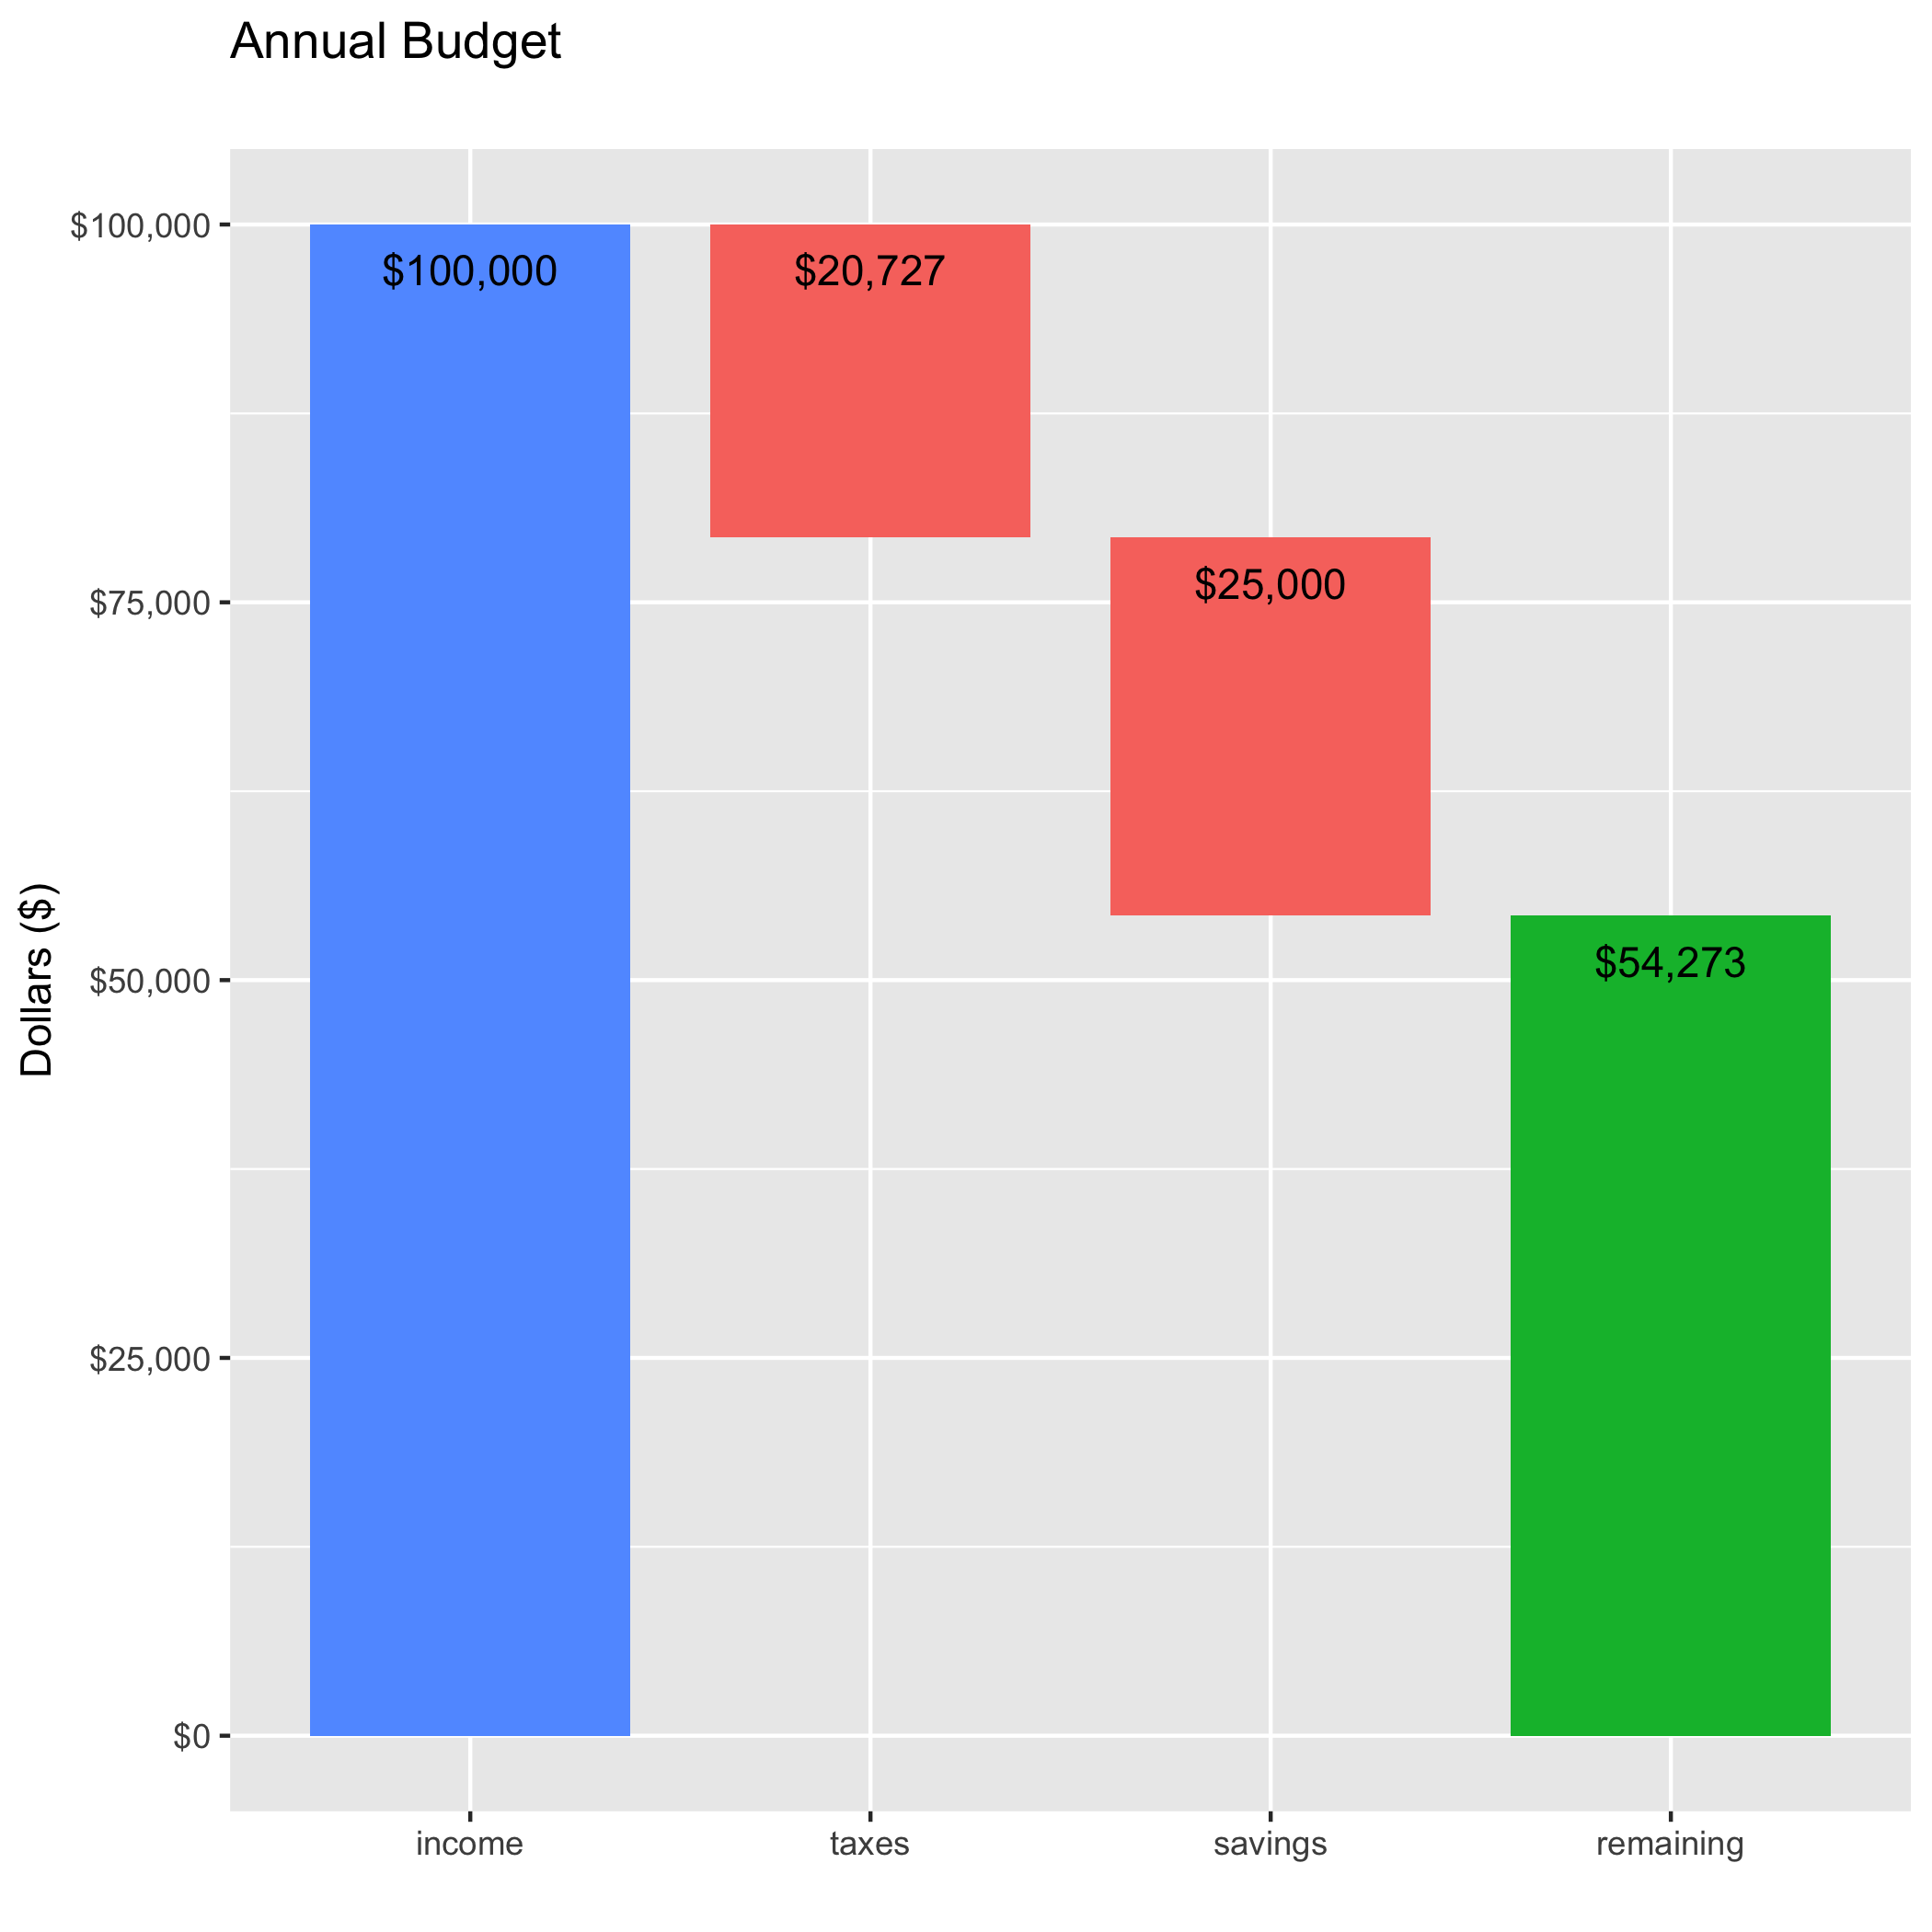 Annual Budget
$100,000
$75,000
$50,000
$25,000
$0
Dollars ($)
$100,000
$20,727
$25,000
$54,273
income
taxes
savings
remaining